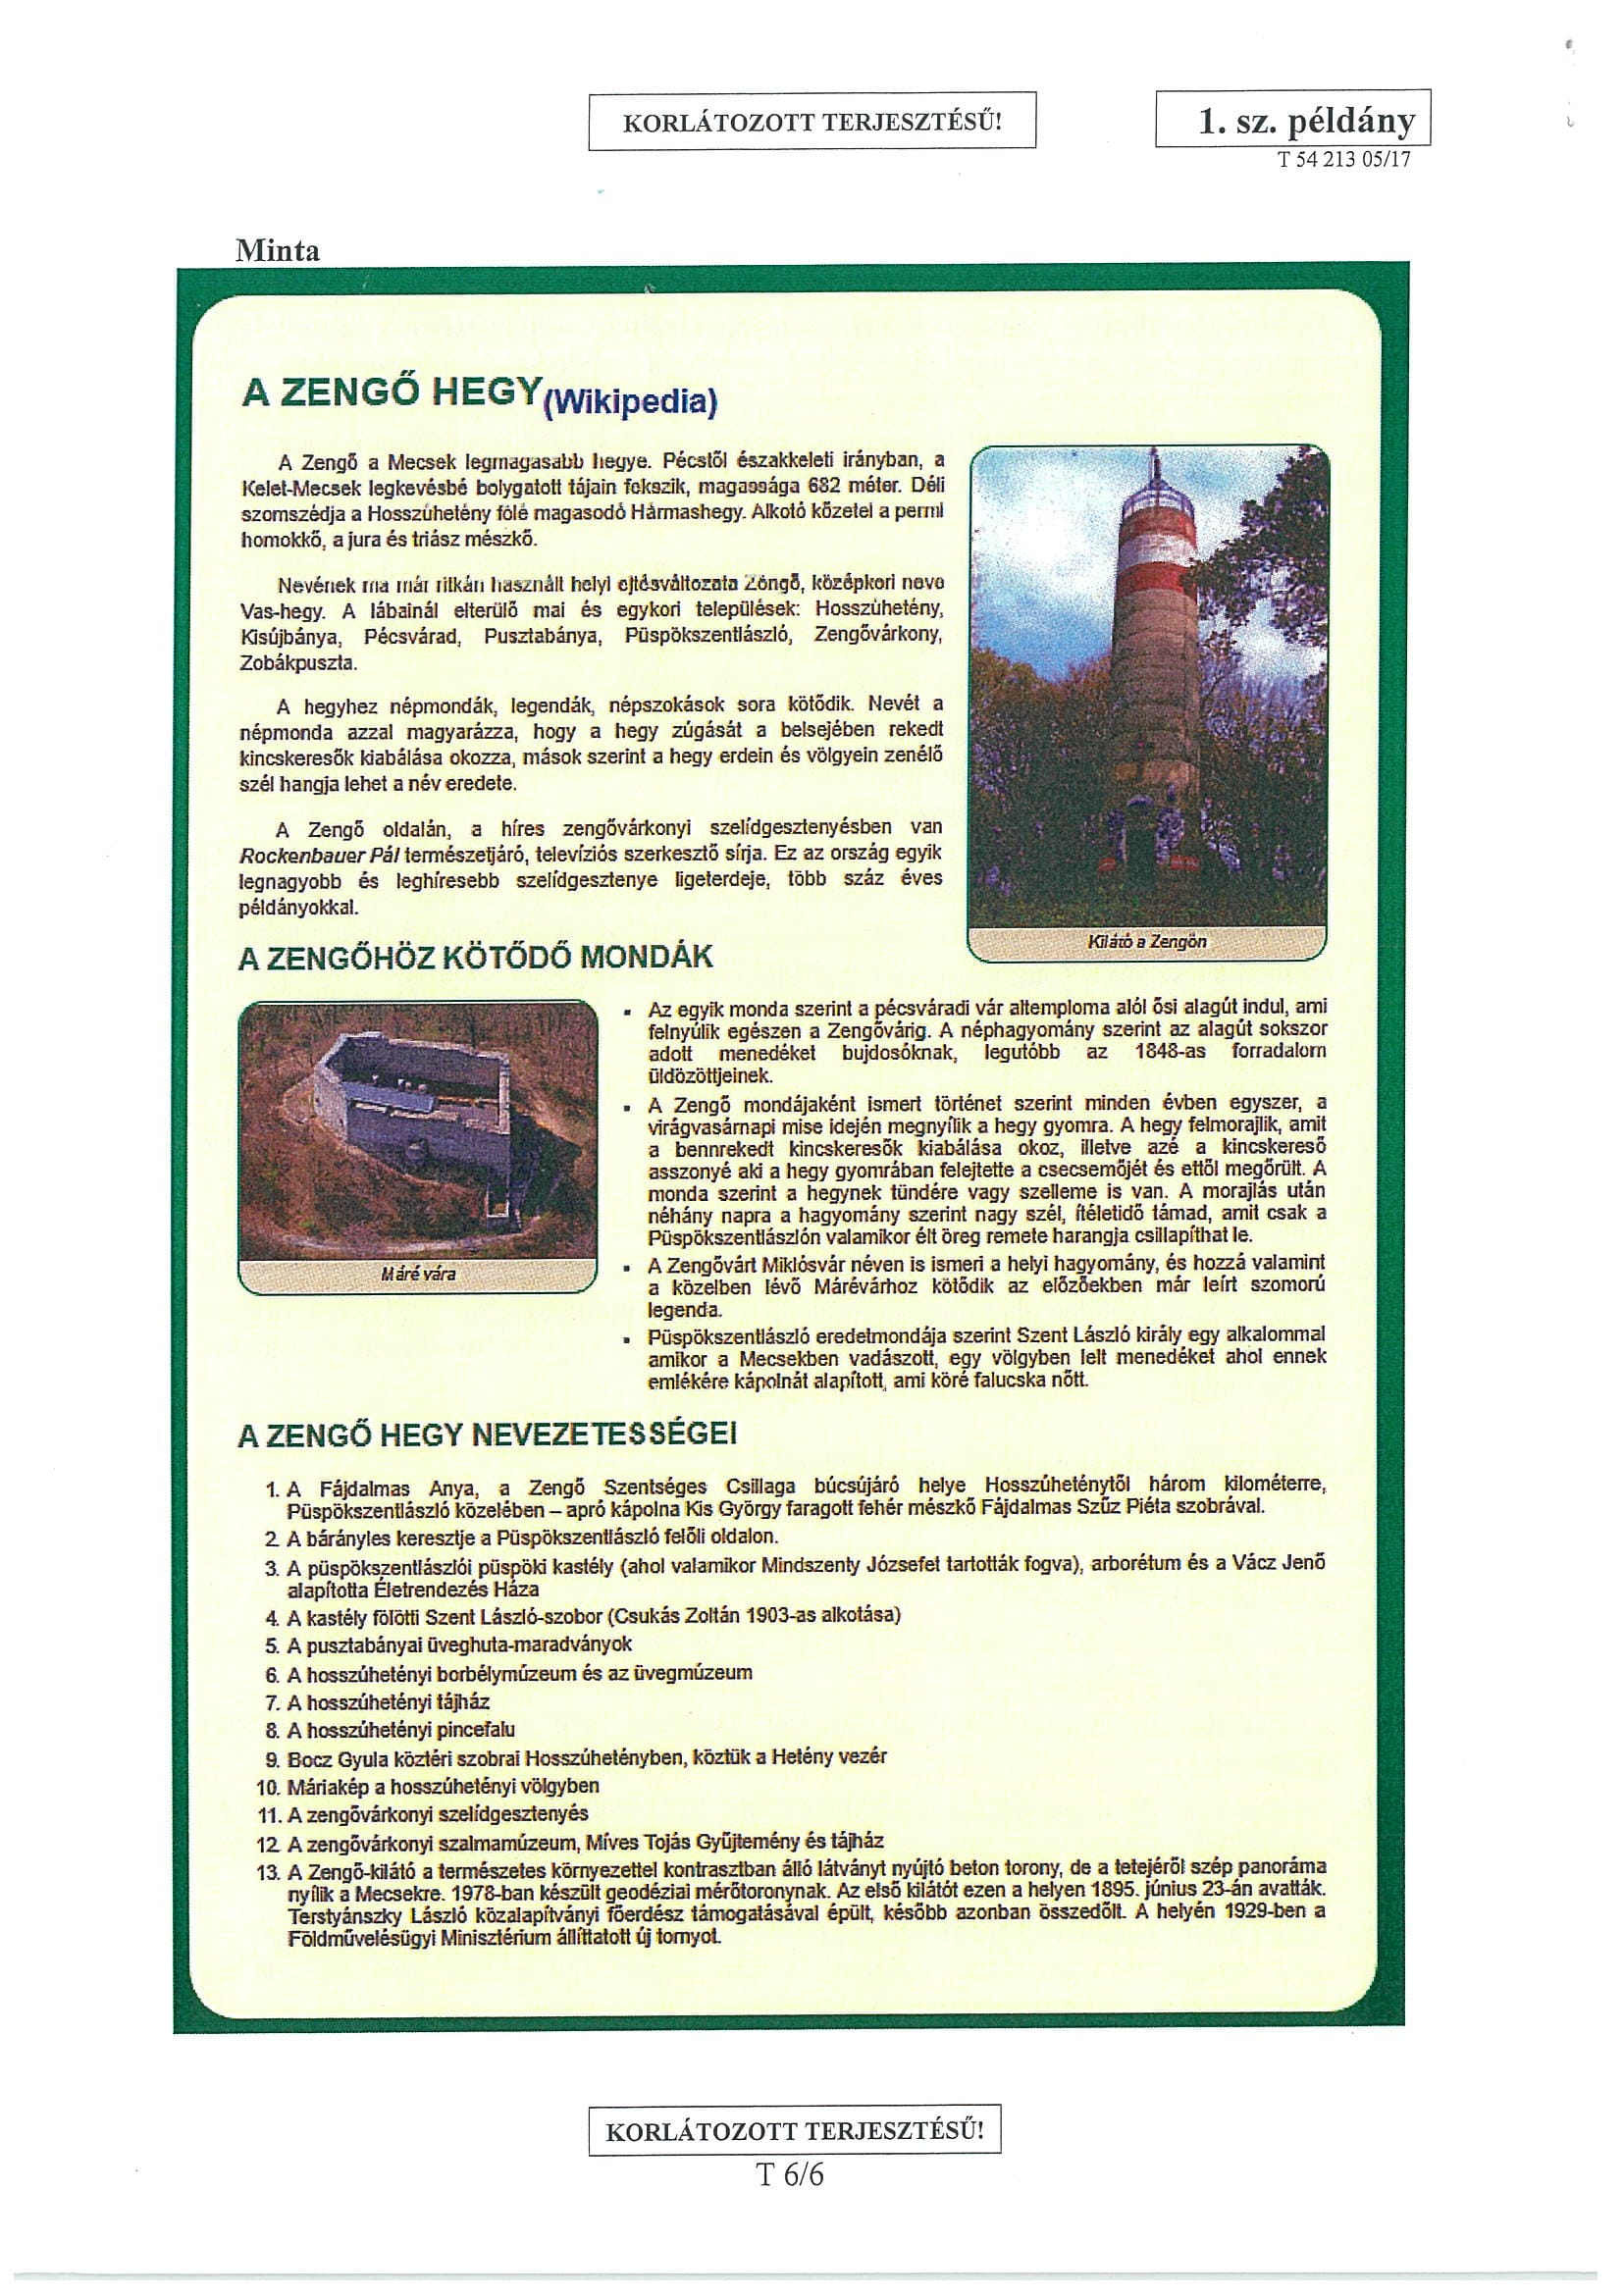 KORLÁTOZOTT TERJESZTÉSŰ!
1. sz. példány
T 54 213 05/17
Minta
A ZENGŐ HEGY(Wikipedia)
A Zengő a Mecsek legmagasabb hegye. Pécstől északkeleti irányban, a
Kelet-Mecsek legkevésbé bolygatott tájain fekszik, magassága 682 méter. Déli
szomszédja a Hosszúhetény fölé magasodó Hármashegy. Alkotó kőzetei a permi
homokkő, a jura és triász mészkő.
Nevének ma már ritkán használt helyi ejtésváltozata Zöngő, középkori neve
Vas-hegy. A lábainál elterülő mai és egykori települések: Hosszúhetény,
Kisújbánya, Pécsvárad, Pusztabánya, Püspökszentlászló, Zengővárkony,
Zobákpuszta.
A hegyhez népmondák, legendák, népszokások sora kötődik. Nevét a
népmonda azzal magyarázza, hogy a hegy zúgását a belsejében rekedt
kincskeresők kiabálása okozza, mások szerint a hegy erdein és völgyein zenélő
szél hangja lehet a név eredete.
A Zengő oldalán, a híres zengővárkonyi szelídgesztenyésben van
Rockenbauer Pál természetjáró, televíziós szerkesztő sírja. Ez az ország egyik
legnagyobb és leghíresebb szelídgesztenye ligeterdeje, több száz éves
példányokkal.
Kilátó a Zengőn
A ZENGŐHÖZ KÖTŐDŐ MONDÁK
Máré vára
▪ Az egyik monda szerint a pécsváradi vár altemploma alól ősi alagút indul, ami
felnyúlik egészen a Zengővárig. A néphagyomány szerint az alagút sokszor
adott menedéket bujdosóknak, legutóbb az 1848-as forradalom
üldözöttjeinek.
▪ A Zengő mondájaként ismert történet szerint minden évben egyszer, a
virágvasárnapi mise idején megnyílik a hegy gyomra. A hegy felmorajlik, amit
a bennrekedt kincskeresők kiabálása okoz, illetve azé a kincskereső
asszonyé aki a hegy gyomrában felejtette a csecsemőjét és ettől megőrült. A
monda szerint a hegynek tündére vagy szelleme is van. A morajlás után
néhány napra a hagyomány szerint nagy szél, ítéletidő támad, amit csak a
Püspökszentlászlón valamikor élt öreg remete harangja csillapíthat le.
▪ A Zengővárt Miklósvár néven is ismeri a helyi hagyomány, és hozzá valamint
a közelben lévő Márévárhoz kötődik az előzőekben már leírt szomorú
legenda.
▪ Püspökszentlászló eredetmondája szerint Szent László király egy alkalommal
amikor a Mecsekben vadászott, egy völgyben lelt menedéket ahol ennek
emlékére kápolnát alapított, ami köré falucska nőtt.
A ZENGŐ HEGY NEVEZETESSÉGEI
1. A Fájdalmas Anya, a Zengő Szentséges Csillaga búcsújáró helye Hosszúheténytől három kilométerre,
Püspökszentlászló közelében – apró kápolna Kis György faragott fehér mészkő Fájdalmas Szűz Piéta szobrával.
2. A bárányles keresztje a Püspökszentlászló felőli oldalon.
3. A püspökszentlászlói püspöki kastély (ahol valamikor Mindszenty Józsefet tartották fogva), arborétum és a Vácz Jenő
alapította Életrendezés Háza
4. A kastély fölötti Szent László-szobor (Csukás Zoltán 1903-as alkotása)
5. A pusztabányai üveghuta-maradványok
6. A hosszúhetényi borbélymúzeum és az üvegmúzeum
7. A hosszúhetényi tájház
8. A hosszúhetényi pincefalu
9. Bocz Gyula köztéri szobrai Hosszúhetényben, köztük a Hetény vezér
10. Máriakép a hosszúhetényi völgyben
11. A zengővárkonyi szelídgesztenyés
12. A zengővárkonyi szalmamúzeum, Míves Tojás Gyűjtemény és tájház
13. A Zengő-kilátó a természetes környezettel kontrasztban álló látványt nyújtó beton torony, de a tetejéről szép panoráma
nyílik a Mecsekre. 1978-ban készült geodéziai mérőtoronynak. Az első kilátót ezen a helyen 1895. június 23-án avatták.
Terstyánszky László közalapítványi főerdész támogatásával épült, később azonban összedőlt. A helyén 1929-ben a
Földművelésügyi Minisztérium állíttatott új tornyot.
KORLÁTOZOTT TERJESZTÉSŰ!
T 6/6